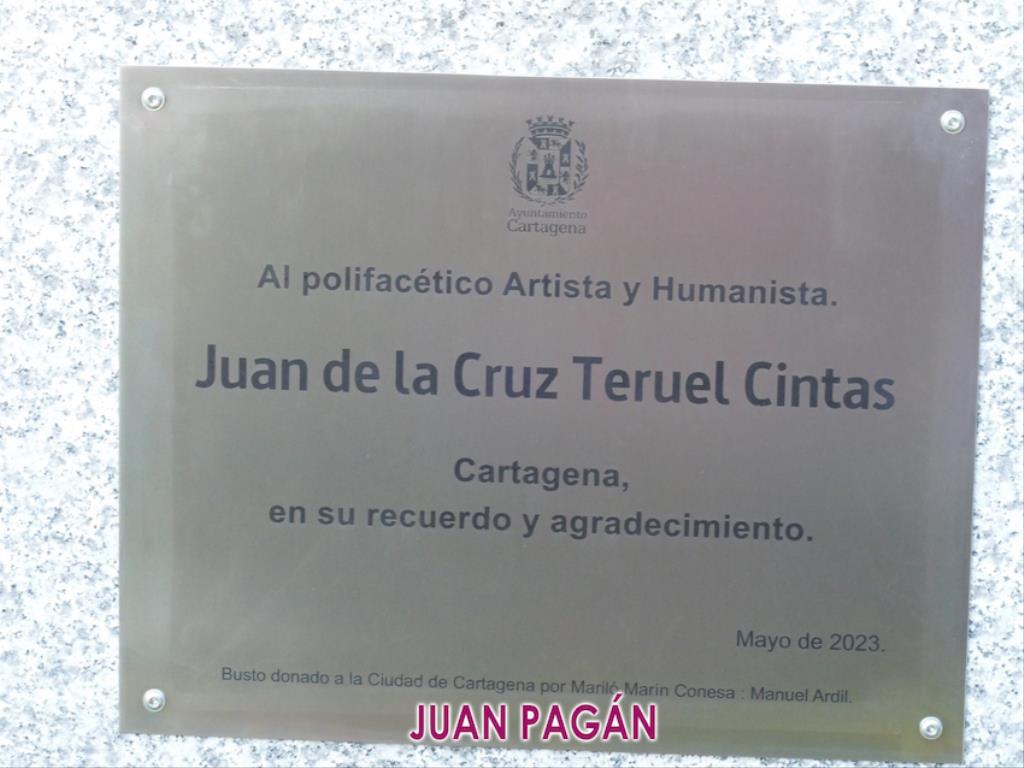 Ayuntamiento
Cartagena
Al polifacético Artista y Humanista.
Juan de la Cruz Teruel Cintas
Cartagena,
en su recuerdo y agradecimiento.
Mayo de 2023.
Busto donado a la Ciudad de Cartagena por Mariló Marín Conesa : Manuel Ardil.
JUAN PAGÁN